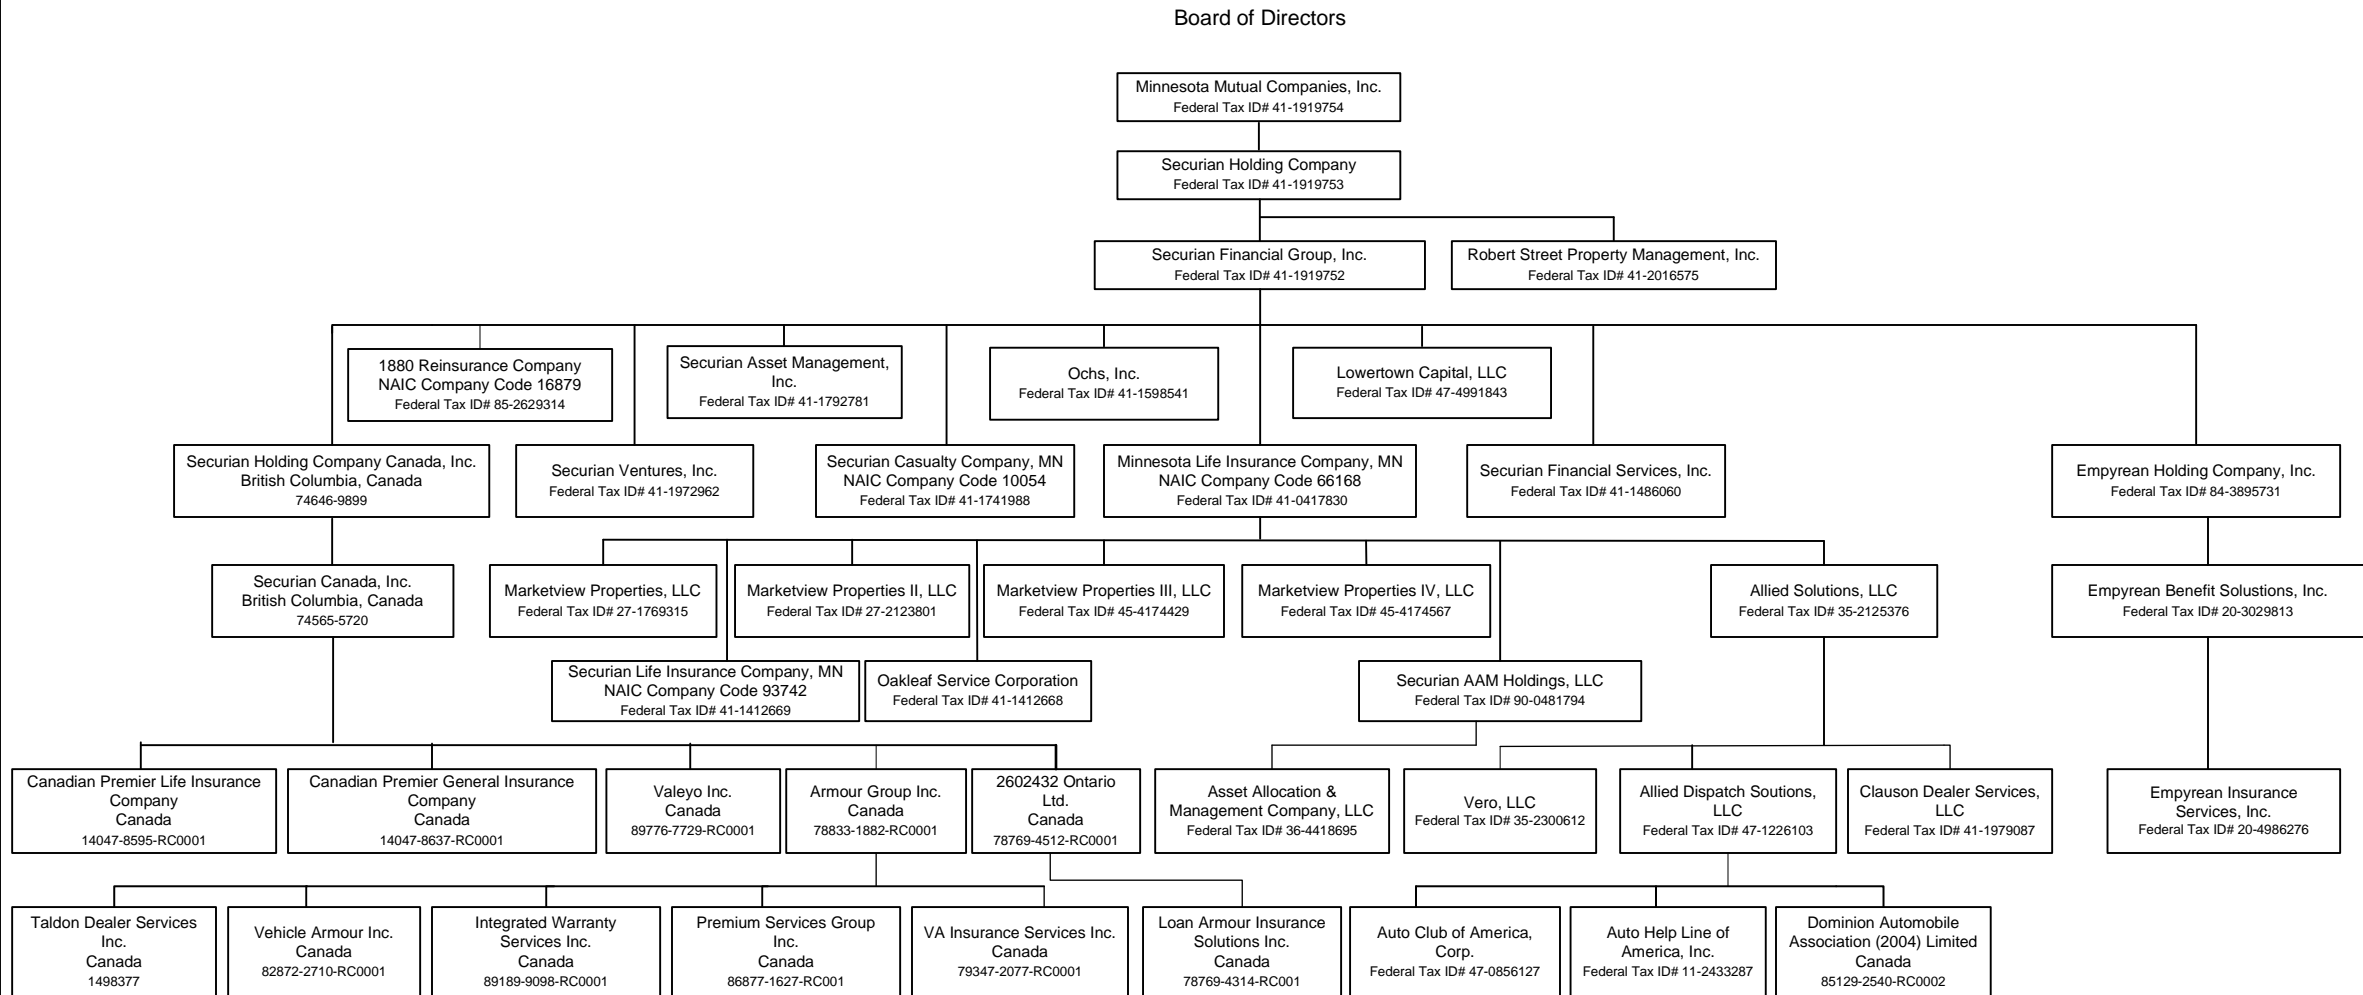 Board of Directors
Minnesota Mutual Companies, Inc.
Federal Tax ID# 41-1919754
Securian Holding Company
Federal Tax ID# 41-1919753
Securian Financial Group, Inc.
Federal Tax ID# 41-1919752
Robert Street Property Management, Inc.
Federal Tax ID# 41-2016575
1880 Reinsurance Company
NAIC Company Code 16879
Federal Tax ID# 85-2629314
Securian Asset Management,
Inc.
Federal Tax ID# 41-1792781
Ochs, Inc.
Federal Tax ID# 41-1598541
Lowertown Capital, LLC
Federal Tax ID# 47-4991843
Securian Holding Company Canada, Inc.
British Columbia, Canada
74646-9899
Securian Ventures, Inc.
Federal Tax ID# 41-1972962
Securian Casualty Company, MN
NAIC Company Code 10054
Federal Tax ID# 41-1741988
Minnesota Life Insurance Company, MN
NAIC Company Code 66168
Federal Tax ID# 41-0417830
Securian Financial Services, Inc.
Federal Tax ID# 41-1486060
Empyrean Holding Company, Inc.
Federal Tax ID# 84-3895731
Securian Canada, Inc.
British Columbia, Canada
74565-5720
Marketview Properties, LLC
Federal Tax ID# 27-1769315
Marketview Properties II, LLC
Federal Tax ID# 27-2123801
Marketview Properties III, LLC
Federal Tax ID# 45-4174429
Marketview Properties IV, LLC
Federal Tax ID# 45-4174567
Allied Solutions, LLC
Federal Tax ID# 35-2125376
Empyrean Benefit Solustions, Inc.
Federal Tax ID# 20-3029813
Securian Life Insurance Company, MN
NAIC Company Code 93742
Federal Tax ID# 41-1412669
Oakleaf Service Corporation
Federal Tax ID# 41-1412668
Securian AAM Holdings, LLC
Federal Tax ID# 90-0481794
Canadian Premier Life Insurance
Company
Canada
14047-8595-RC0001
Canadian Premier General Insurance
Company
Canada
14047-8637-RC0001
Valeyo Inc.
Canada
89776-7729-RC0001
Armour Group Inc.
Canada
78833-1882-RC0001
2602432 Ontario
Ltd.
Canada
78769-4512-RC0001
Asset Allocation &
Management Company, LLC
Federal Tax ID# 36-4418695
Vero, LLC
Federal Tax ID# 35-2300612
Allied Dispatch Soutions,
LLC
Federal Tax ID# 47-1226103
Clauson Dealer Services,
LLC
Federal Tax ID# 41-1979087
Empyrean Insurance
Services, Inc.
Federal Tax ID# 20-4986276
Taldon Dealer Services
Inc.
Canada
1498377
Vehicle Armour Inc.
Canada
82872-2710-RC0001
Integrated Warranty
Services Inc.
Canada
89189-9098-RC0001
Premium Services Group
Inc.
Canada
86877-1627-RC001
VA Insurance Services Inc.
Canada
79347-2077-RC0001
Loan Armour Insurance
Solutions Inc.
Canada
78769-4314-RC001
Auto Club of America,
Corp.
Federal Tax ID# 47-0856127
Auto Help Line of
America, Inc.
Federal Tax ID# 11-2433287
Dominion Automobile
Association (2004) Limited
Canada
85129-2540-RC0002